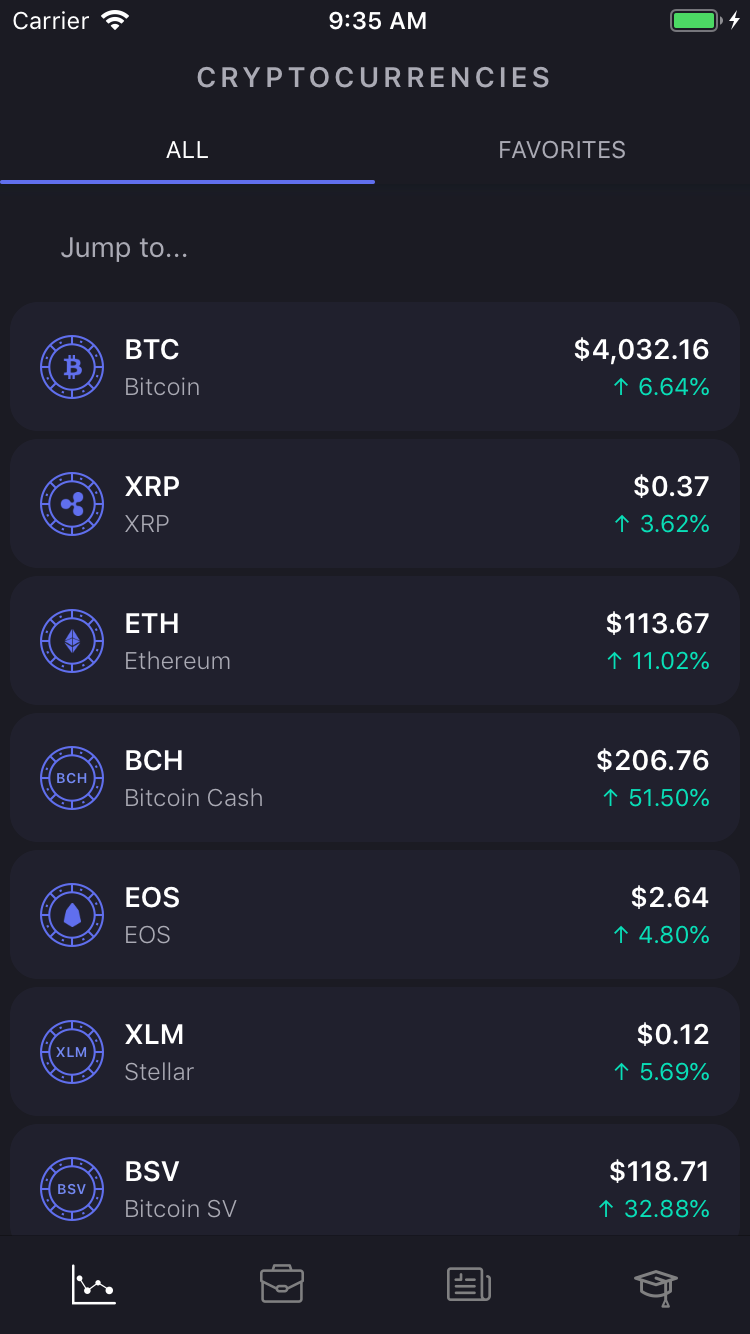 Carrier 9:35 AM
CRYPTOCURRENCIES
ALL FAVORITES
Jump to...
BTC $4,032.16
Bitcoin ↑ 6.64%
XRP $0.37
XRP ↑ 3.62%
ETH $113.67
Ethereum ↑ 11.02%
BCH BCH $206.76
Bitcoin Cash ↑ 51.50%
EOS $2.64
EOS ↑ 4.80%
XLM XLM $0.12
Stellar ↑ 5.69%
BSV BSV $118.71
Bitcoin SV ↑ 32.88%